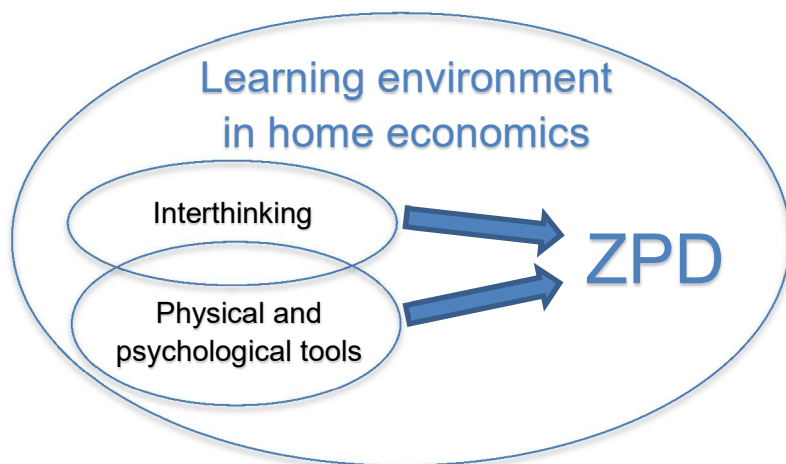 Learning environment
in home economics
Interthinking
ZPD
Physical and
psychological tools